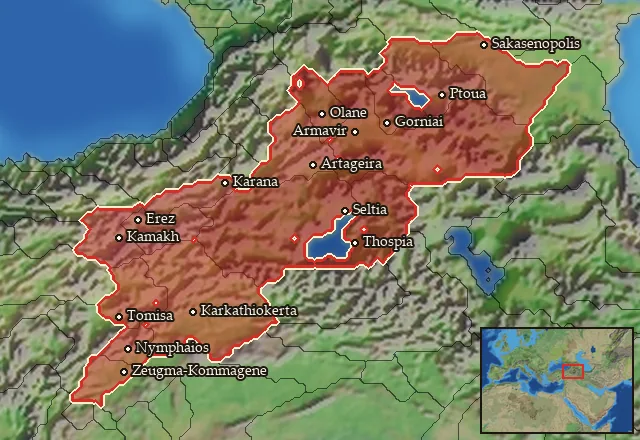 Sakasenopolis
Ptoua
Olane
Gorniai
Armavir
Artageira
Karana
Seltia
Erez
Kamakh
Thospia
Karkathiokerta
Tomisa
Nymphaios
Zeugma-Kommagene